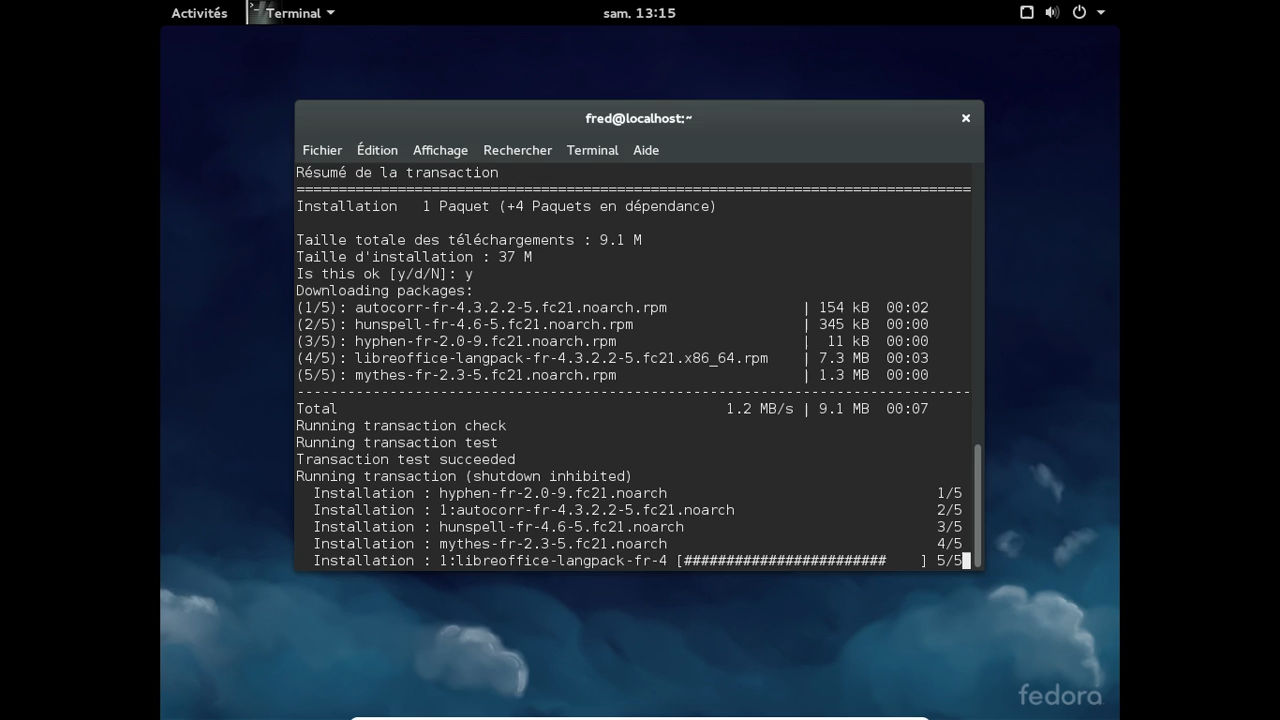 Activités Terminal sam. 13:15
fred@localhost:~
Fichier Édition Affichage Rechercher Terminal Aide
Résumé de la transaction
================================================================================
Installation   1 Paquet (+4 Paquets en dépendance)
Taille totale des téléchargements : 9.1 M
Taille d'installation : 37 M
Is this ok [y/d/N]: y
Downloading packages:
(1/5): autocorr-fr-4.3.2.2-5.fc21.noarch.rpm                | 154 kB  00:02
(2/5): hunspell-fr-4.6-5.fc21.noarch.rpm                    | 345 kB  00:00
(3/5): hyphen-fr-2.0-9.fc21.noarch.rpm                      |  11 kB  00:00
(4/5): libreoffice-langpack-fr-4.3.2.2-5.fc21.x86_64.rpm    | 7.3 MB  00:03
(5/5): mythes-fr-2.3-5.fc21.noarch.rpm                      | 1.3 MB  00:00
--------------------------------------------------------------------------------
Total                                              1.2 MB/s | 9.1 MB  00:07
Running transaction check
Running transaction test
Transaction test succeeded
Running transaction (shutdown inhibited)
  Installation : hyphen-fr-2.0-9.fc21.noarch                                1/5
  Installation : 1:autocorr-fr-4.3.2.2-5.fc21.noarch                        2/5
  Installation : hunspell-fr-4.6-5.fc21.noarch                              3/5
  Installation : mythes-fr-2.3-5.fc21.noarch                                4/5
  Installation : 1:libreoffice-langpack-fr-4 [########################    ] 5/5
fedora